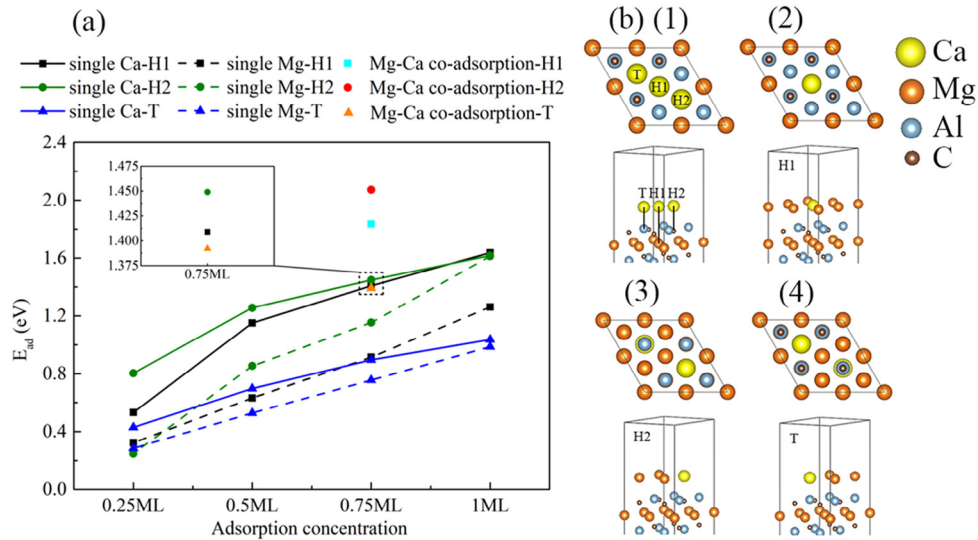 (a)
single Ca-H1 single Mg-H1 Mg-Ca co-adsorption-H1
single Ca-H2 single Mg-H2 Mg-Ca co-adsorption-H2
single Ca-T single Mg-T Mg-Ca co-adsorption-T
2.4
2.0
1.6
1.2
0.8
0.4
0.0
E_ad (eV)
1.475
1.450
1.425
1.400
1.375
0.75ML
0.25ML 0.5ML 0.75ML 1ML
Adsorption concentration
(b) (1)
T
H1
H2
T H1 H2
(2)
H1
(3)
H2
(4)
T
Ca
Mg
Al
C